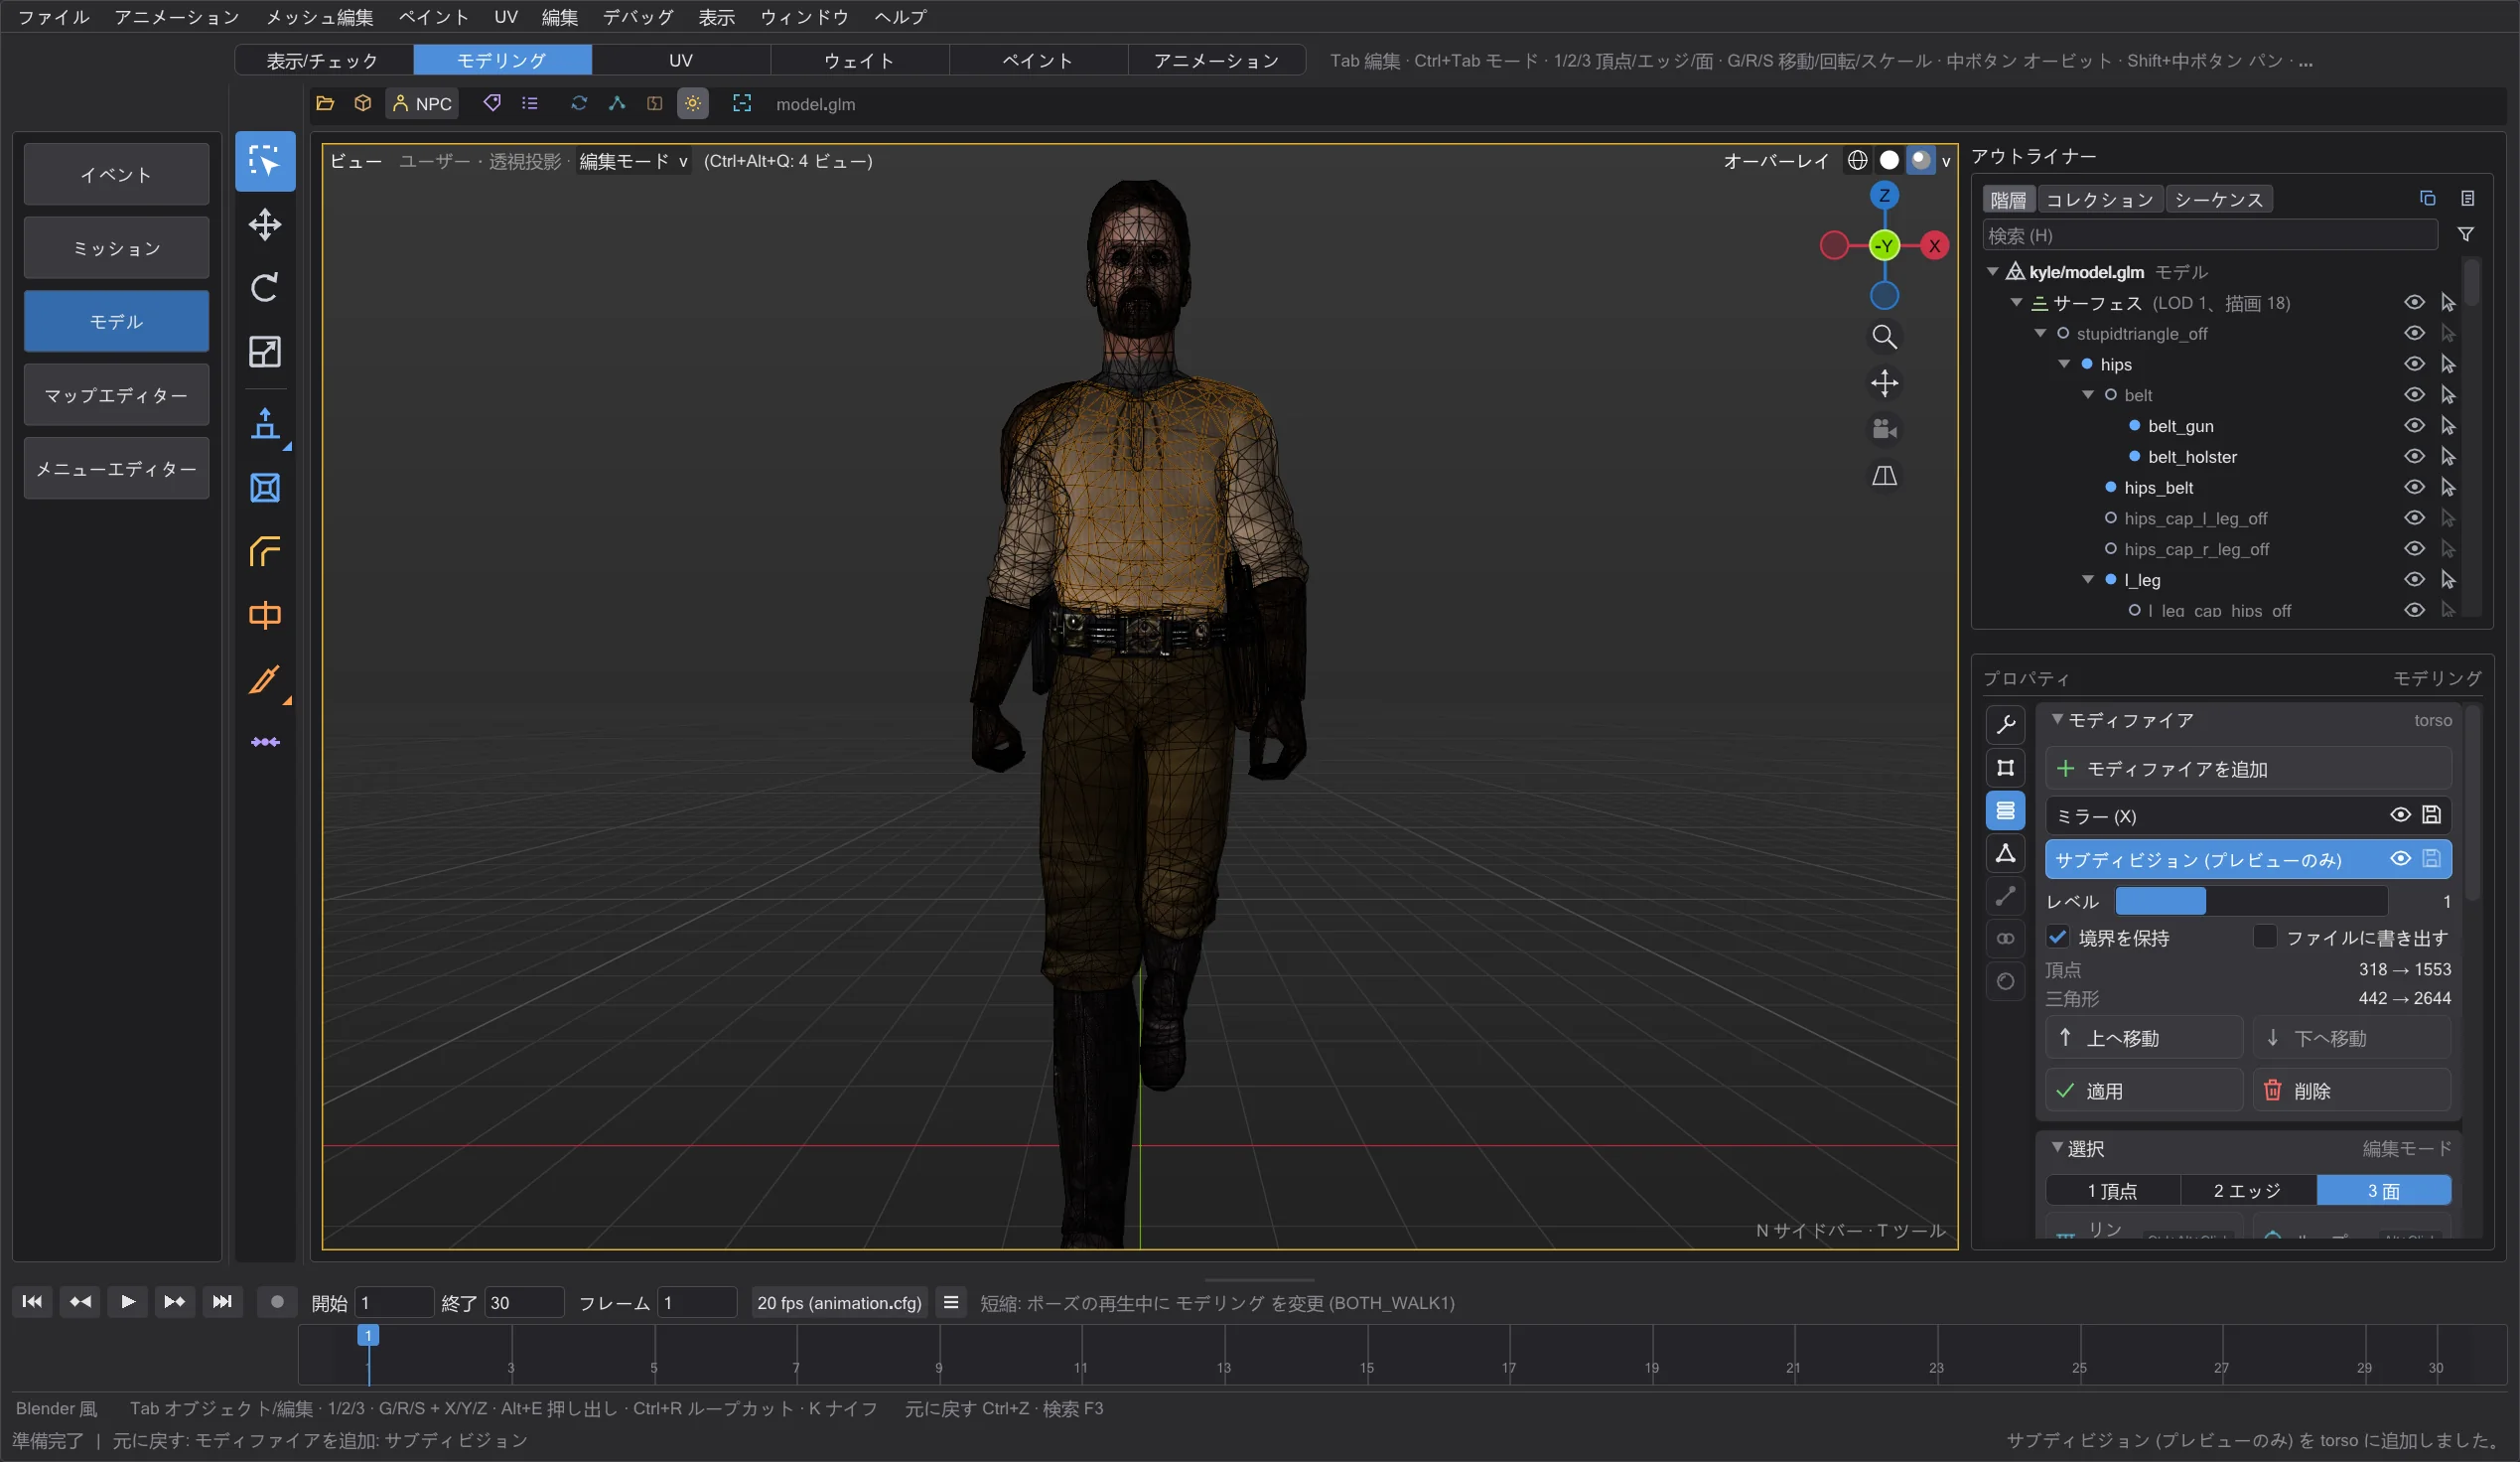 ファイル アニメーション メッシュ編集 ペイント UV 編集 デバッグ 表示 ウィンドウ ヘルプ
表示/チェック モデリング UV ウェイト ペイント アニメーション Tab 編集 · Ctrl+Tab モード · 1/2/3 頂点/エッジ/面 · G/R/S 移動/回転/スケール · 中ボタン オービット · Shift+中ボタン パン · ...
NPC model.glm
イベント
ミッション
モデル
マップエディター
メニューエディター
ビュー ユーザー · 透視投影 · 編集モード v (Ctrl+Alt+Q: 4 ビュー)
オーバーレイ v
Z
-Y X
N サイドバー · T ツール
アウトライナー
階層 コレクション シーケンス
検索 (H)
kyle/model.glm モデル
サーフェス (LOD 1、描画 18)
stupidtriangle_off
hips
belt
belt_gun
belt_holster
hips_belt
hips_cap_l_leg_off
hips_cap_r_leg_off
l_leg
l_leg_cap_hips_off
プロパティ モデリング
モディファイア torso
モディファイアを追加
ミラー (X)
サブディビジョン (プレビューのみ)
レベル 1
境界を保持 ファイルに書き出す
頂点 318 → 1553
三角形 442 → 2644
上へ移動 下へ移動
適用 削除
選択 編集モード
1 頂点 2 エッジ 3 面
開始 1 終了 30 フレーム 1 20 fps (animation.cfg) 短縮: ポーズの再生中に モデリング を変更 (BOTH_WALK1)
1
1 3 5 7 9 11 13 15 17 19 21 23 25 27 29 30
Blender 風 Tab オブジェクト/編集 · 1/2/3 · G/R/S + X/Y/Z · Alt+E 押し出し · Ctrl+R ループカット · K ナイフ 元に戻す Ctrl+Z · 検索 F3
準備完了 | 元に戻す: モディファイアを追加: サブディビジョン サブディビジョン (プレビューのみ) を torso に追加しました。